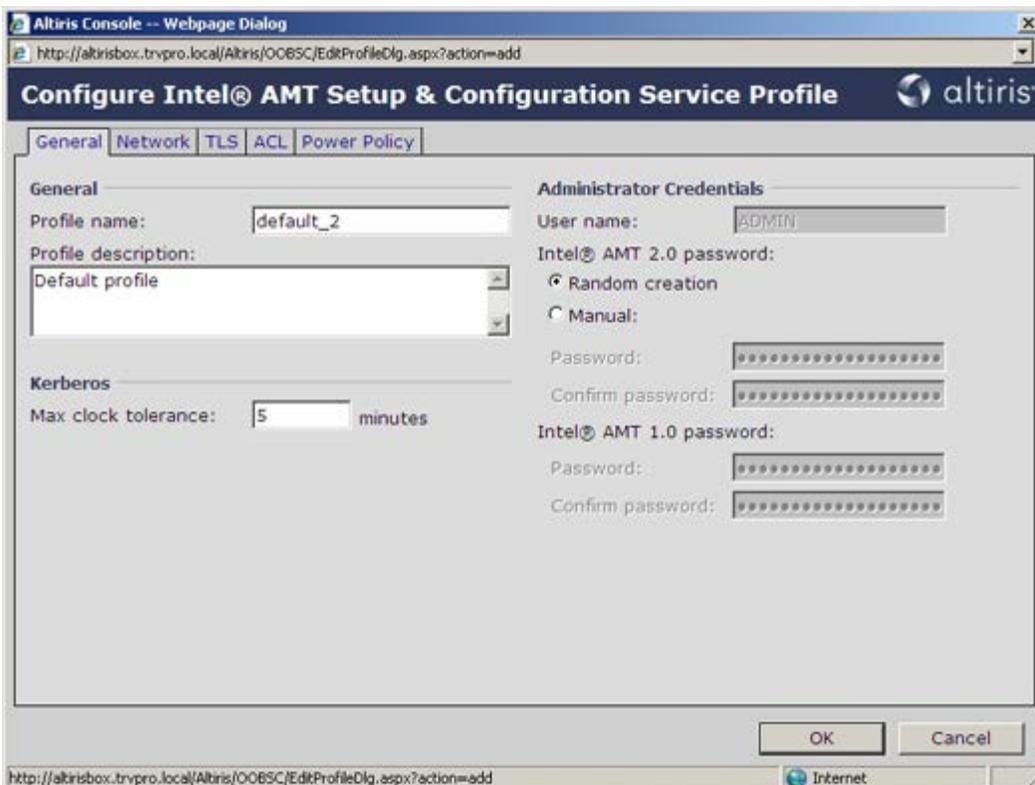 Altiris Console -- Webpage Dialog
http://altirisbox.trvpro.local/Altiris/OOBSC/EditProfileDlg.aspx?action=add
Configure Intel® AMT Setup & Configuration Service Profile
altiris
General Network TLS ACL Power Policy
General
Profile name: default_2
Profile description:
Default profile
Kerberos
Max clock tolerance: 5 minutes
Administrator Credentials
User name: ADMIN
Intel® AMT 2.0 password:
Random creation
Manual:
Password: •••••••••••••••••••
Confirm password: •••••••••••••••••••
Intel® AMT 1.0 password:
Password: •••••••••••••••••••
Confirm password: •••••••••••••••••••
OK Cancel
http://altirisbox.trvpro.local/Altiris/OOBSC/EditProfileDlg.aspx?action=add Internet